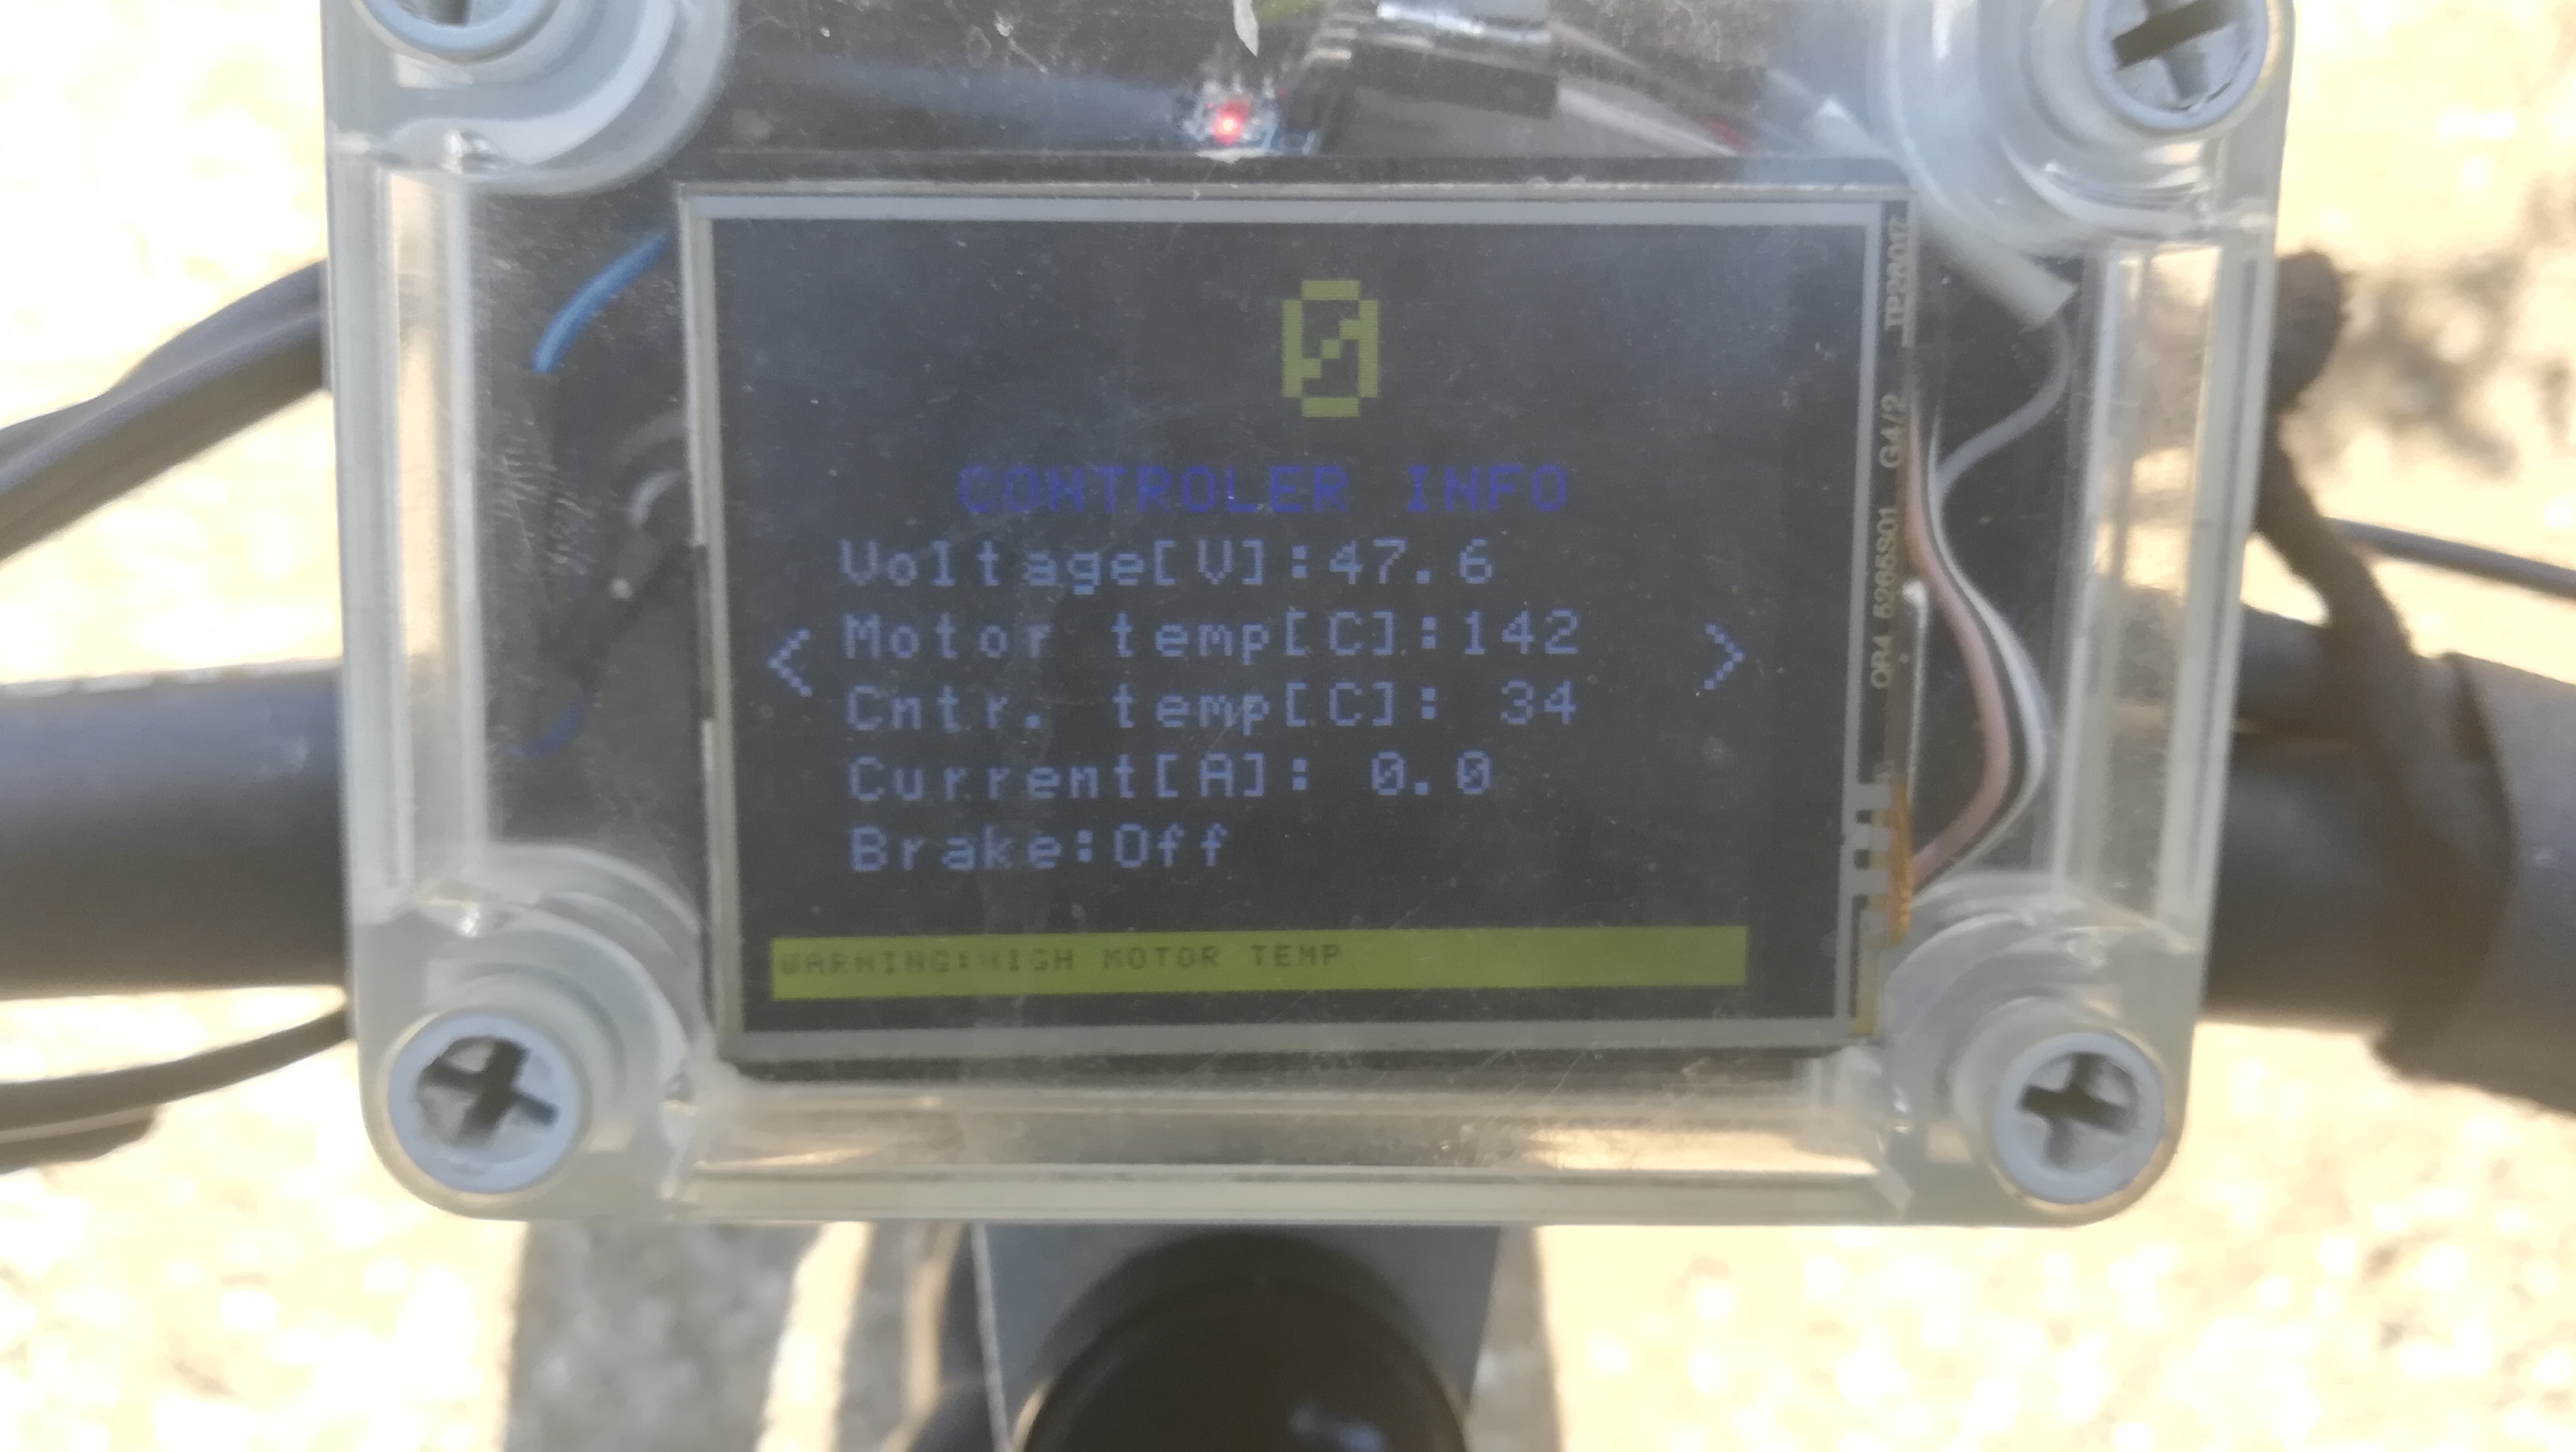 0
CONTROLER INFO
Voltage[V]:47.6
< Motor temp[C]:142 >
Cntr. temp[C]: 34
Current[A]: 0.0
Brake:Off
WARNING:HIGH MOTOR TEMP
TP28017
G4/2
5265S01